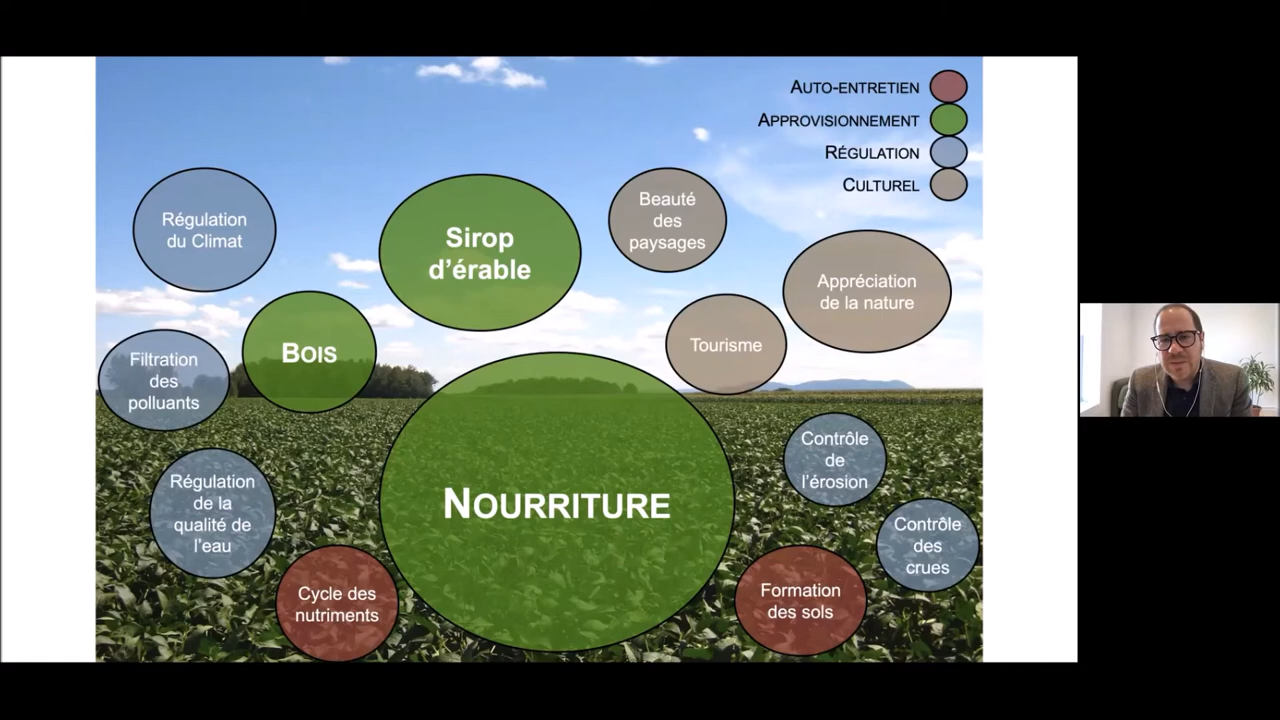 AUTO-ENTRETIEN
APPROVISIONNEMENT
RÉGULATION
CULTUREL
Régulation
du Climat
Sirop
d'érable
Beauté
des
paysages
Appréciation
de la nature
BOIS
Tourisme
Filtration
des
polluants
NOURRITURE
Contrôle
de
l'érosion
Régulation
de la
qualité de
l'eau
Contrôle
des
crues
Cycle des
nutriments
Formation
des sols